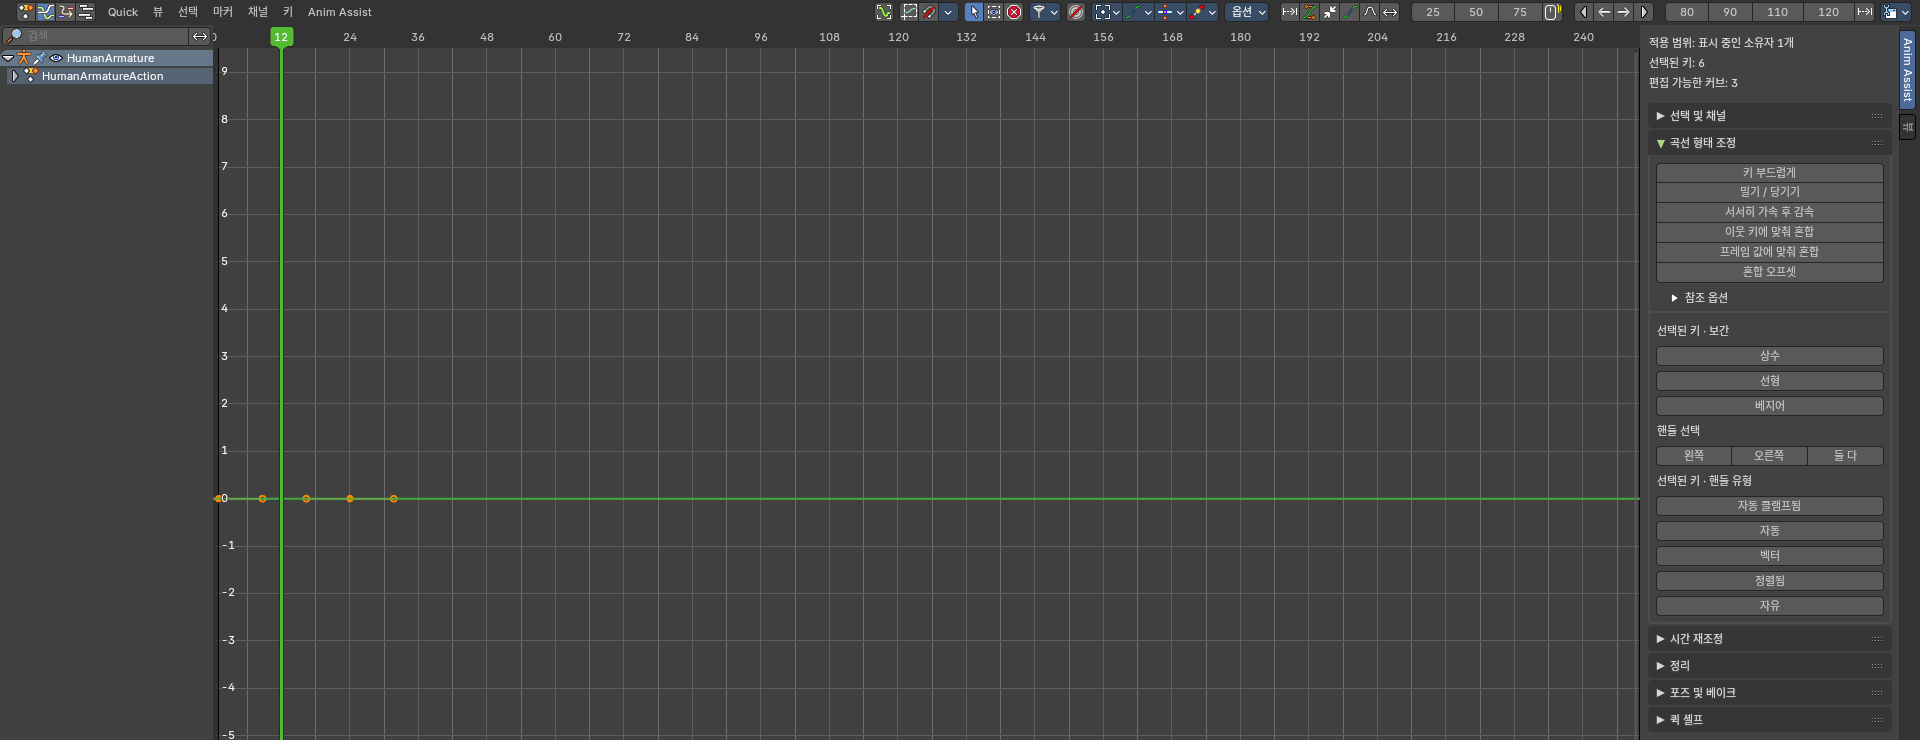 Quick 뷰 선택 마커 채널 키 Anim Assist 옵션 25 50 75 80 90 110 120
검색
12 24 36 48 60 72 84 96 108 120 132 144 156 168 180 192 204 216 228 240
HumanArmature
HumanArmatureAction
9
8
7
6
5
4
3
2
1
0
-1
-2
-3
-4
-5
적용 범위: 표시 중인 소유자 1개
선택된 키: 6
편집 가능한 커브: 3
선택 및 채널
곡선 형태 조정
키 부드럽게
밀기 / 당기기
서서히 가속 후 감속
이웃 키에 맞춰 혼합
프레임 값에 맞춰 혼합
혼합 오프셋
참조 옵션
선택된 키 · 보간
상수
선형
베지어
핸들 선택
왼쪽 오른쪽 둘 다
선택된 키 · 핸들 유형
자동 클램프됨
자동
벡터
정렬됨
자유
시간 재조정
정리
포즈 및 베이크
퀵 셀프
Anim Assist
뷰